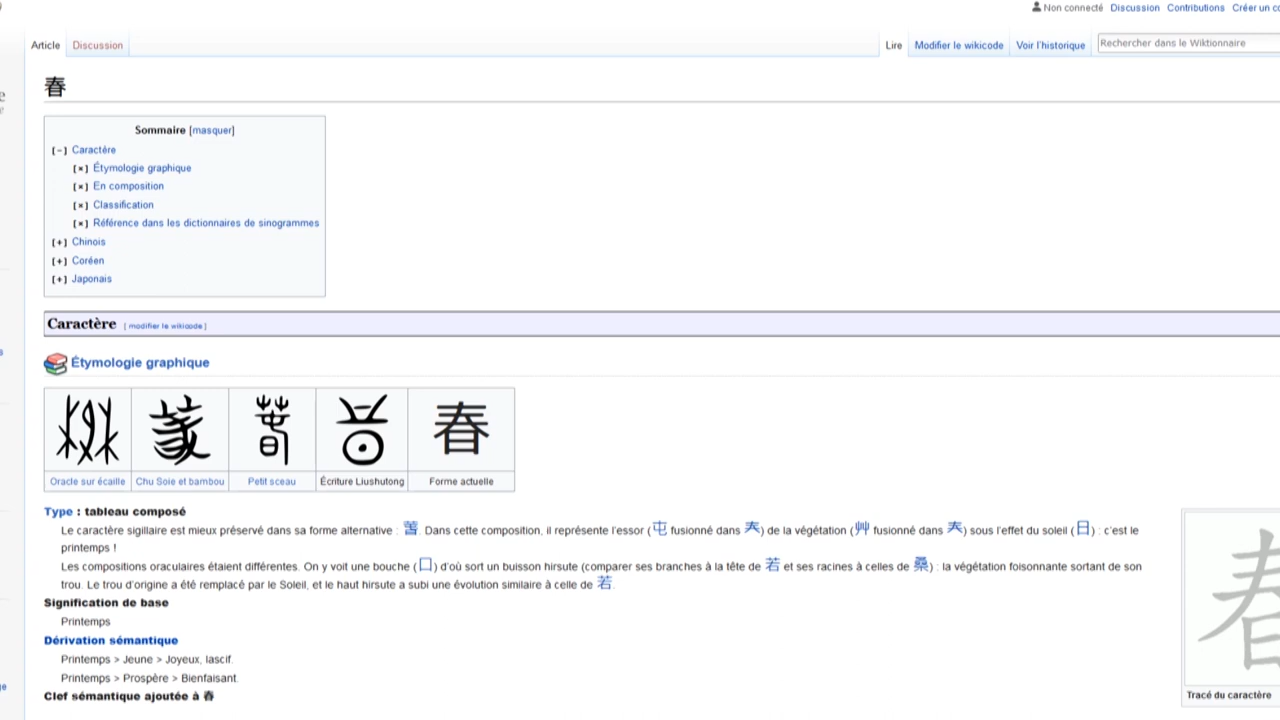 Non connecté Discussion Contributions Créer un co
Article Discussion Lire Modifier le wikicode Voir l'historique Rechercher dans le Wiktionnaire
春
Sommaire [masquer]
[−] Caractère
[×] Étymologie graphique
[×] En composition
[×] Classification
[×] Référence dans les dictionnaires de sinogrammes
[+] Chinois
[+] Coréen
[+] Japonais
Caractère [ modifier le wikicode ]
Étymologie graphique
春
Oracle sur écaille Chu Soie et bambou Petit sceau Écriture Liushutong Forme actuelle
Type : tableau composé
Le caractère sigillaire est mieux préservé dans sa forme alternative : 萅. Dans cette composition, il représente l'essor (屯 fusionné dans 𡗗) de la végétation (艸 fusionné dans 𡗗) sous l'effet du soleil (日) : c'est le
printemps !
Les compositions oraculaires étaient différentes. On y voit une bouche (口) d'où sort un buisson hirsute (comparer ses branches à la tête de 若 et ses racines à celles de 桑) : la végétation foisonnante sortant de son
trou. Le trou d'origine a été remplacé par le Soleil, et le haut hirsute a subi une évolution similaire à celle de 若.
Signification de base
Printemps
Dérivation sémantique
Printemps > Jeune > Joyeux, lascif.
Printemps > Prospère > Bienfaisant.
Clef sémantique ajoutée à 春
春
Tracé du caractère